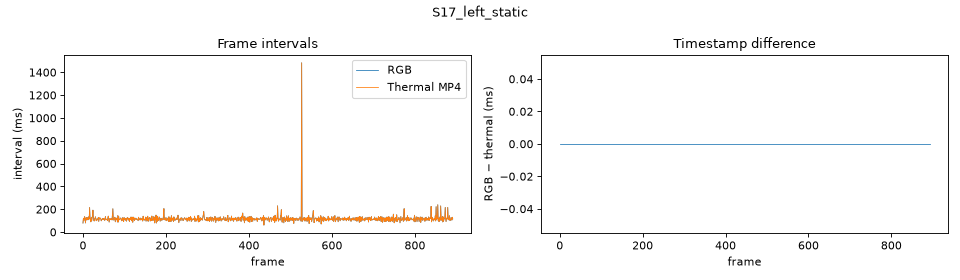 S17_left_static
Frame intervals
interval (ms)
1400
1200
1000
800
600
400
200
0
0
200
400
600
800
frame
RGB
Thermal MP4
Timestamp difference
RGB − thermal (ms)
0.04
0.02
0.00
−0.02
−0.04
0
200
400
600
800
frame